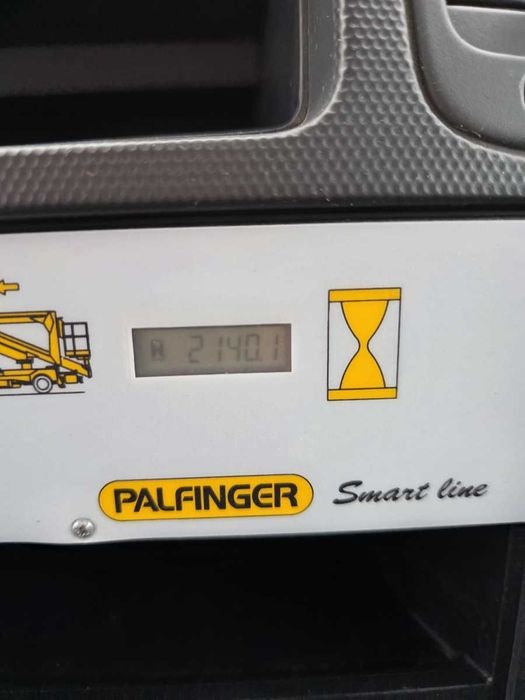 2140.1
PALFINGER
Smart line